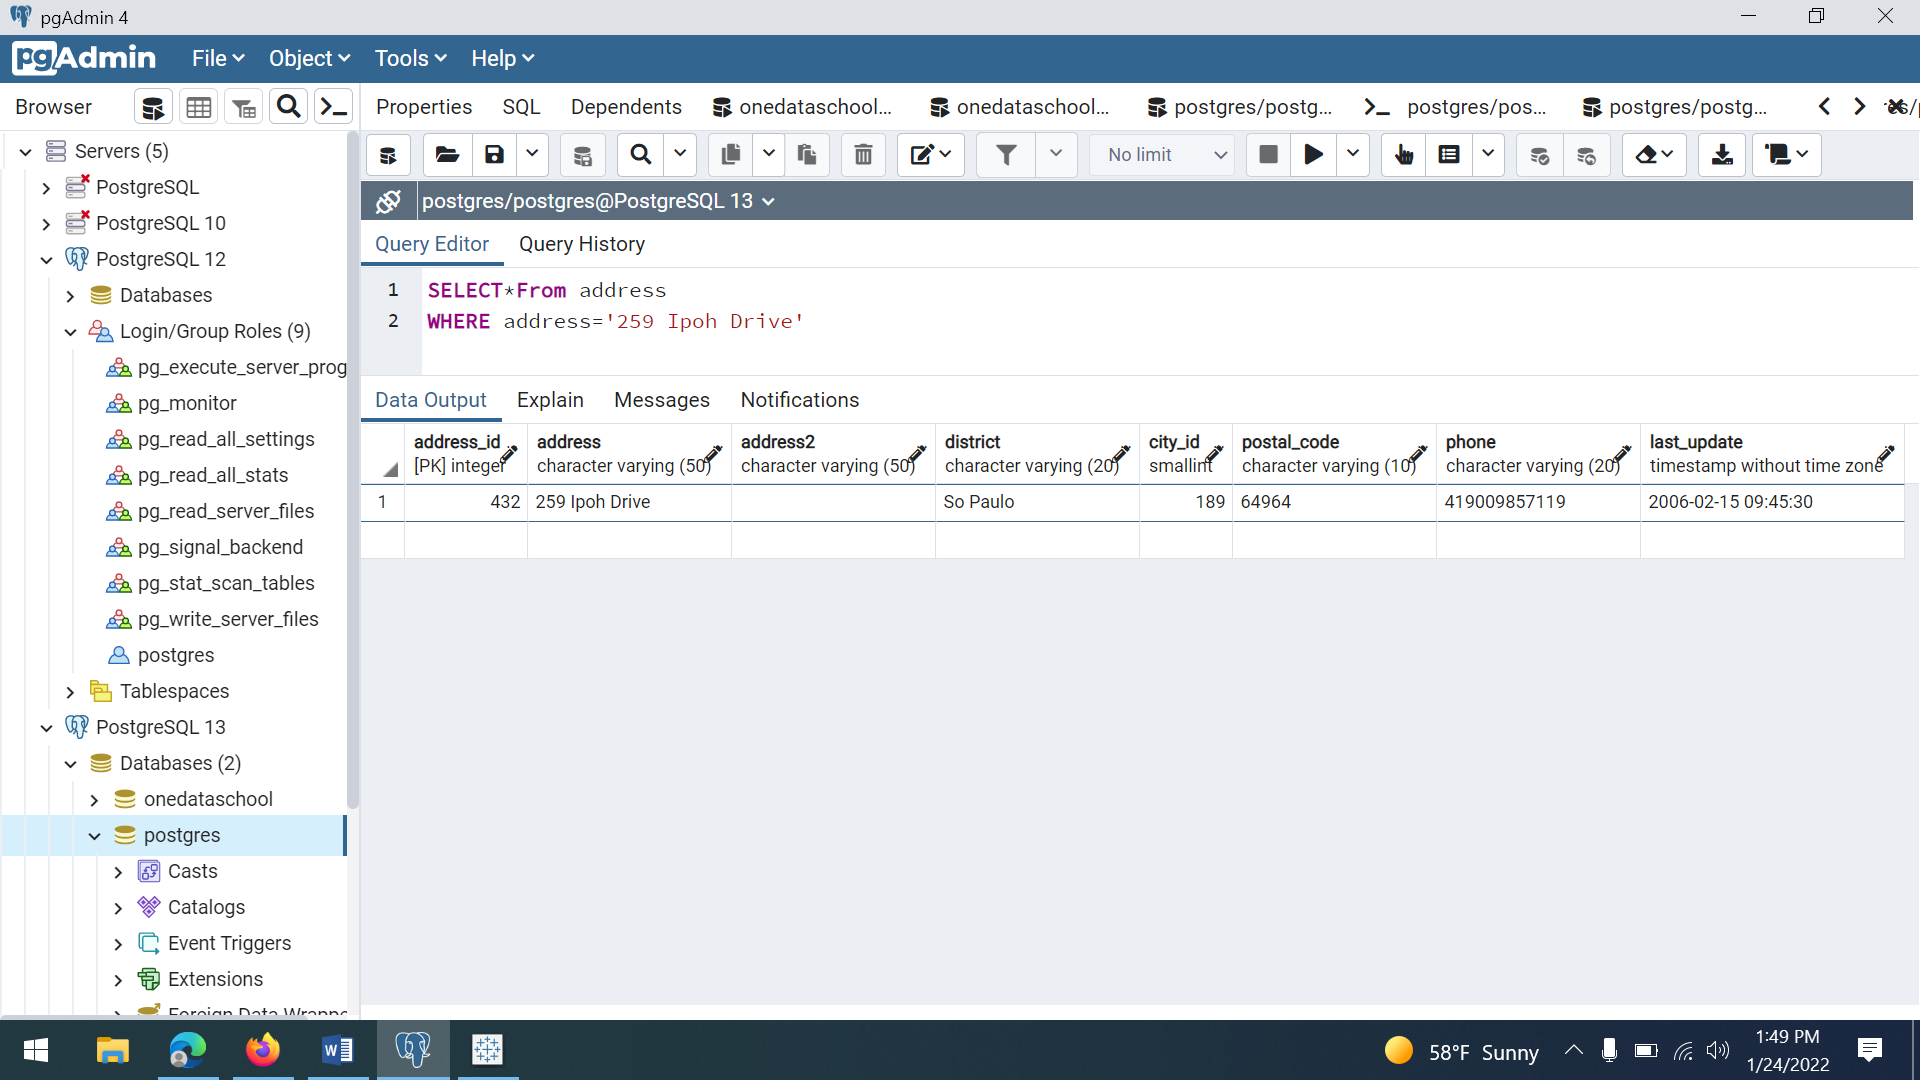 pgAdmin 4
pgAdmin File Object Tools Help
Browser
Properties SQL Dependents onedataschool... onedataschool... postgres/postg... postgres/pos... postgres/postg...
No limit
postgres/postgres@PostgreSQL 13
Query Editor Query History
1 SELECT*From address
2 WHERE address='259 Ipoh Drive'
Data Output Explain Messages Notifications
address_id address address2 district city_id postal_code phone last_update
[PK] integer character varying (50) character varying (50) character varying (20) smallint character varying (10) character varying (20) timestamp without time zone
1 432 259 Ipoh Drive So Paulo 189 64964 419009857119 2006-02-15 09:45:30
Servers (5)
PostgreSQL
PostgreSQL 10
PostgreSQL 12
Databases
Login/Group Roles (9)
pg_execute_server_prog
pg_monitor
pg_read_all_settings
pg_read_all_stats
pg_read_server_files
pg_signal_backend
pg_stat_scan_tables
pg_write_server_files
postgres
Tablespaces
PostgreSQL 13
Databases (2)
onedataschool
postgres
Casts
Catalogs
Event Triggers
Extensions
Foreign Data Wrappe
58°F Sunny
1:49 PM
1/24/2022